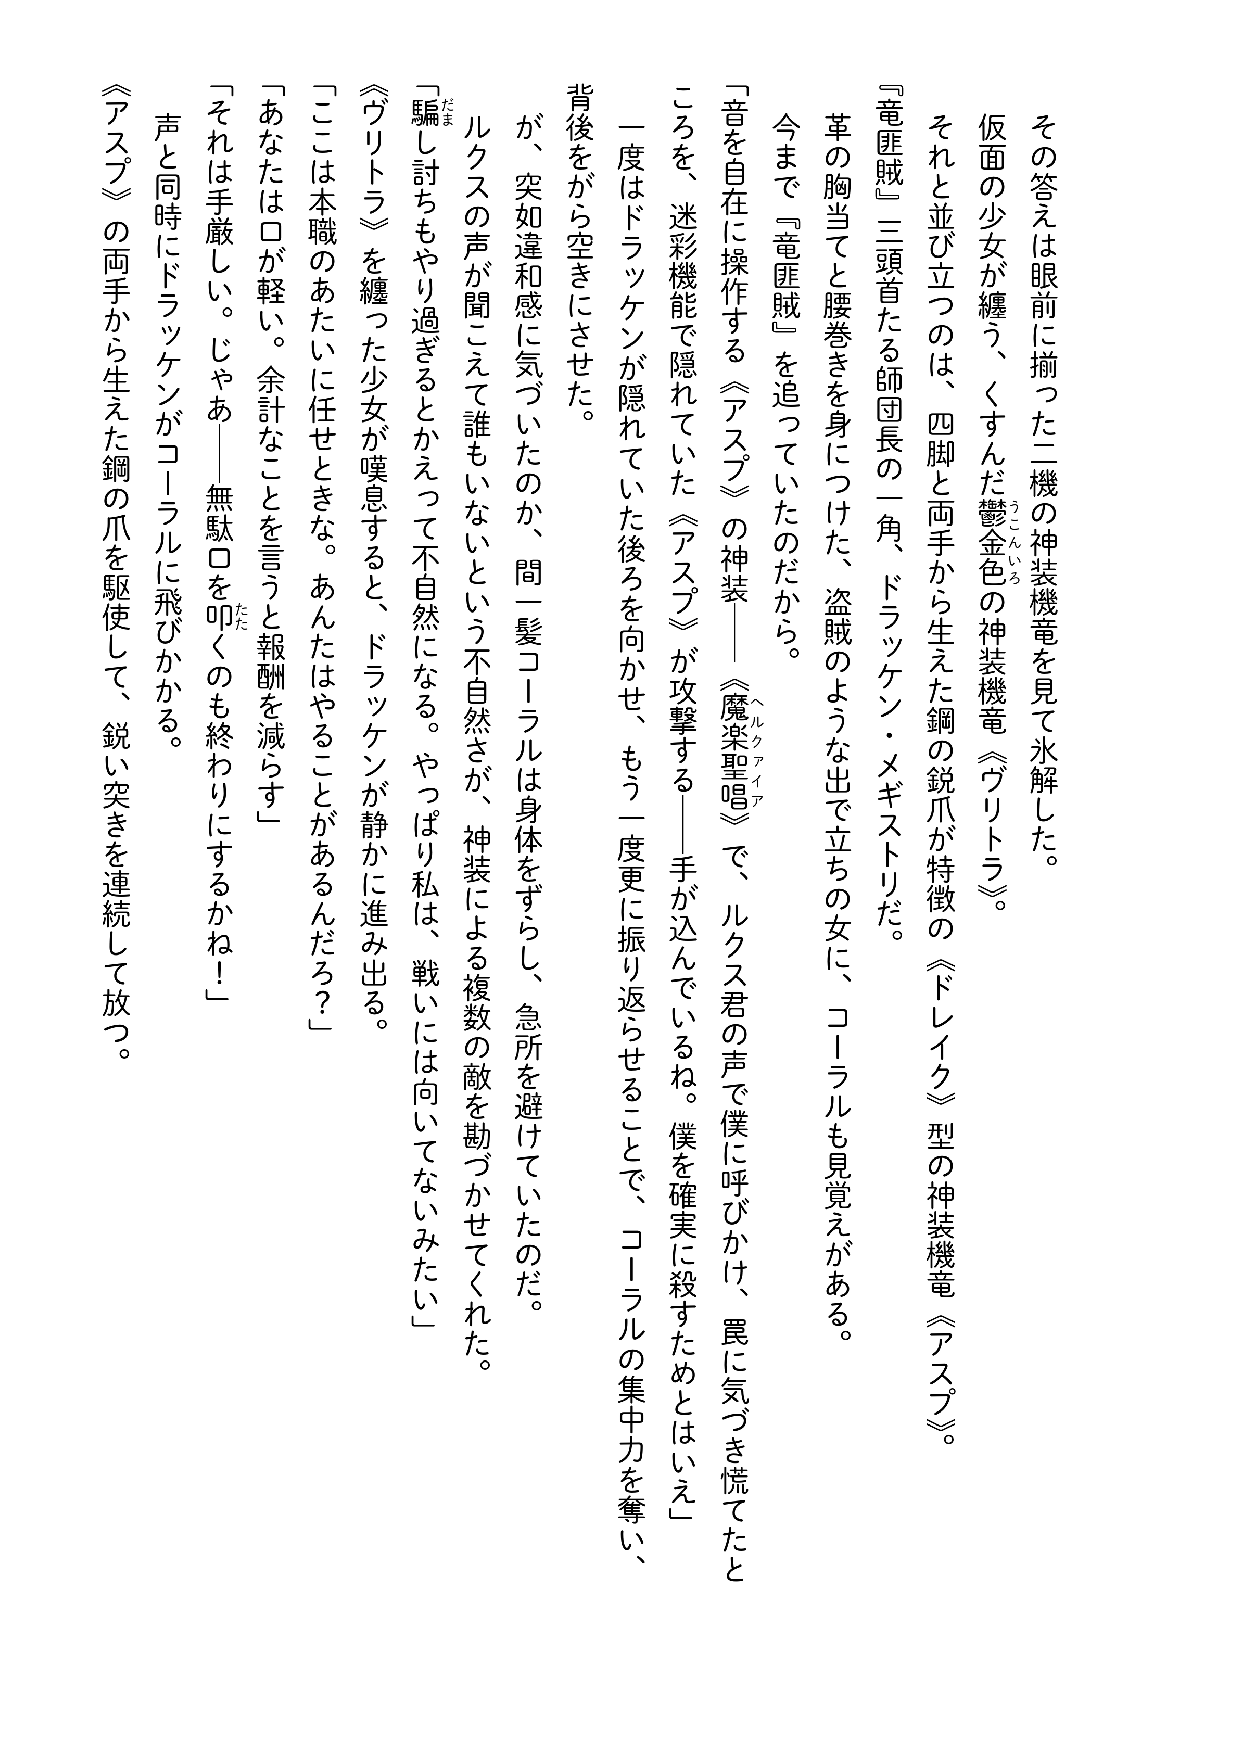 その答えは眼前に揃った二機の神装機竜を見て氷解した。
仮面の少女が纏う、くすんだ鬱金色の神装機竜《ヴリトラ》。
それと並び立つのは、四脚と両手から生えた鋼の鋭爪が特徴の《ドレイク》型の神装機竜《アスプ》。
『竜匪賊』三頭首たる師団長の一角、ドラッケン・メギストリだ。
革の胸当てと腰巻きを身につけた、盗賊のような出で立ちの女に、コーラルも見覚えがある。
今まで『竜匪賊』を追っていたのだから。
「音を自在に操作する《アスプ》の神装――《魔楽聖唱》で、ルクス君の声で僕に呼びかけ、罠に気づき慌てたと
ころを、迷彩機能で隠れていた《アスプ》が攻撃する――手が込んでいるね。僕を確実に殺すためとはいえ」
一度はドラッケンが隠れていた後ろを向かせ、もう一度更に振り返らせることで、コーラルの集中力を奪い、
背後をがら空きにさせた。
が、突如違和感に気づいたのか、間一髪コーラルは身体をずらし、急所を避けていたのだ。
ルクスの声が聞こえて誰もいないという不自然さが、神装による複数の敵を勘づかせてくれた。
「騙し討ちもやり過ぎるとかえって不自然になる。やっぱり私は、戦いには向いてないみたい」
《ヴリトラ》を纏った少女が嘆息すると、ドラッケンが静かに進み出る。
「ここは本職のあたいに任せときな。あんたはやることがあるんだろ？」
「あなたは口が軽い。余計なことを言うと報酬を減らす」
「それは手厳しい。じゃあ――無駄口を叩くのも終わりにするかね！」
声と同時にドラッケンがコーラルに飛びかかる。
《アスプ》の両手から生えた鋼の爪を駆使して、鋭い突きを連続して放つ。